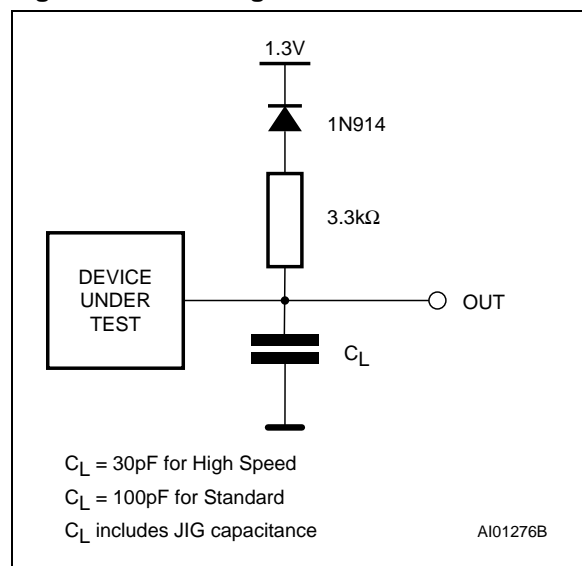 1.3V
1N914
3.3kΩ
DEVICE
UNDER
TEST
OUT
CL
CL = 30pF for High Speed
CL = 100pF for Standard
CL includes JIG capacitance
AI01276B